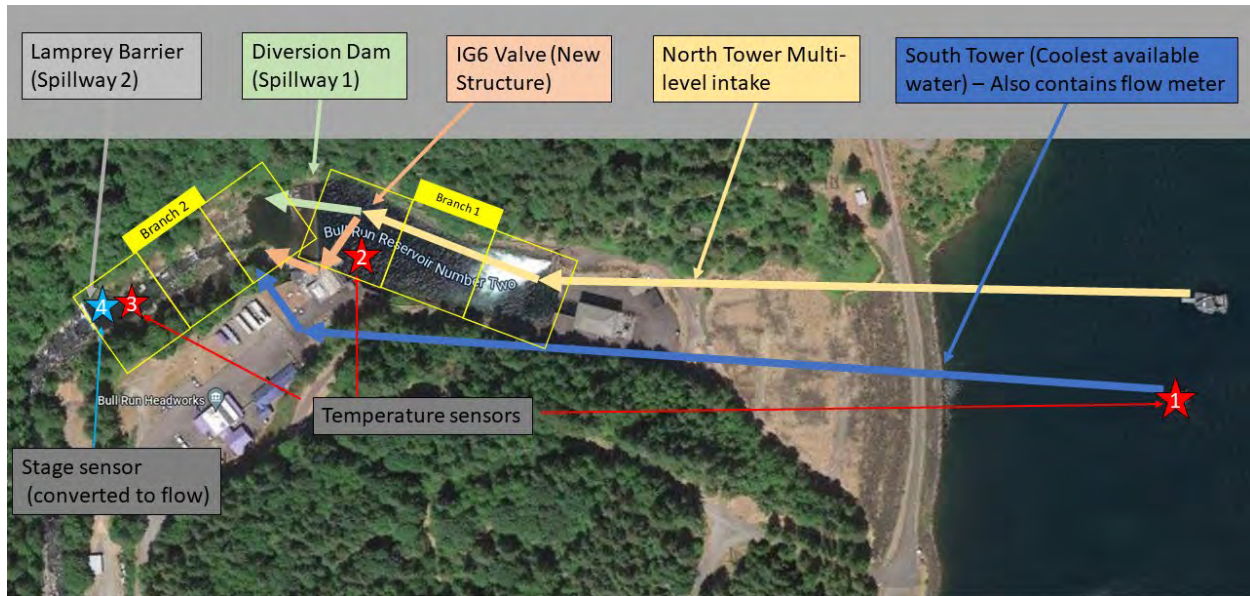 Lamprey Barrier
(Spillway 2)
Diversion Dam
(Spillway 1)
IG6 Valve (New
Structure)
North Tower Multi-
level intake
South Tower (Coolest available
water) – Also contains flow meter
Branch 2
Branch 1
Bull Run Reservoir Number Two
2
4
3
1
Bull Run Headworks
Temperature sensors
Stage sensor
(converted to flow)